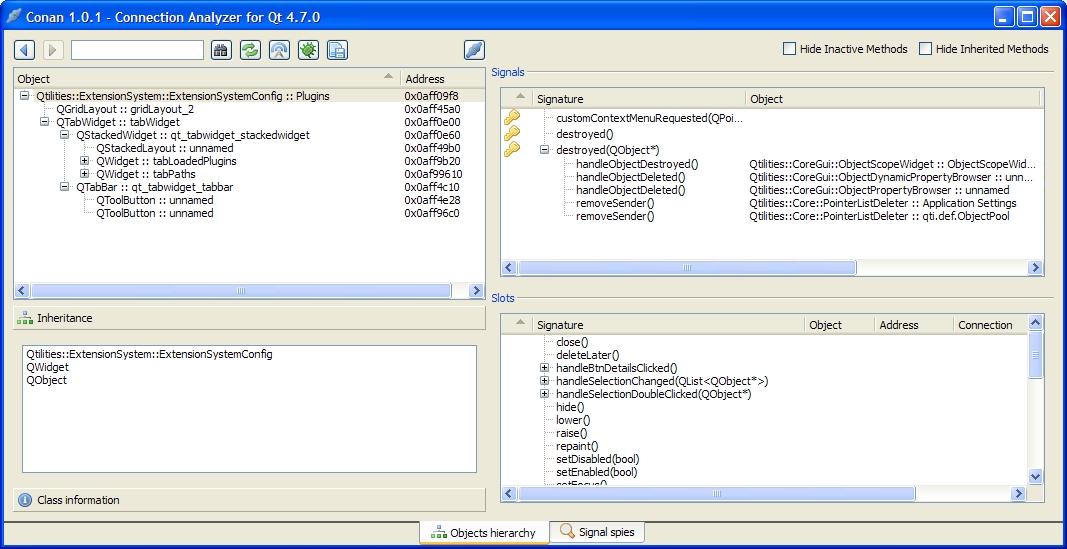 Conan 1.0.1 - Connection Analyzer for Qt 4.7.0
Hide Inactive Methods Hide Inherited Methods
Object Address
Qtilities::ExtensionSystem::ExtensionSystemConfig :: Plugins 0x0aff09f8
QGridLayout :: gridLayout_2 0x0aff45a0
QTabWidget :: tabWidget 0x0aff0e00
QStackedWidget :: qt_tabwidget_stackedwidget 0x0aff0e60
QStackedLayout :: unnamed 0x0aff49b0
QWidget :: tabLoadedPlugins 0x0aff9b20
QWidget :: tabPaths 0x0af99610
QTabBar :: qt_tabwidget_tabbar 0x0aff4c10
QToolButton :: unnamed 0x0aff4e28
QToolButton :: unnamed 0x0aff96c0
Inheritance
Qtilities::ExtensionSystem::ExtensionSystemConfig
QWidget
QObject
Class information
Signals
Signature Object
customContextMenuRequested(QPoi...
destroyed()
destroyed(QObject*)
handleObjectDestroyed() Qtilities::CoreGui::ObjectScopeWidget :: ObjectScopeWid...
handleObjectDeleted() Qtilities::CoreGui::ObjectDynamicPropertyBrowser :: unn...
handleObjectDeleted() Qtilities::CoreGui::ObjectPropertyBrowser :: unnamed
removeSender() Qtilities::Core::PointerListDeleter :: Application Settings
removeSender() Qtilities::Core::PointerListDeleter :: qti.def.ObjectPool
Slots
Signature Object Address Connection
close()
deleteLater()
handleBtnDetailsClicked()
handleSelectionChanged(QList<QObject*>)
handleSelectionDoubleClicked(QObject*)
hide()
lower()
raise()
repaint()
setDisabled(bool)
setEnabled(bool)
setFocus()
Objects hierarchy Signal spies